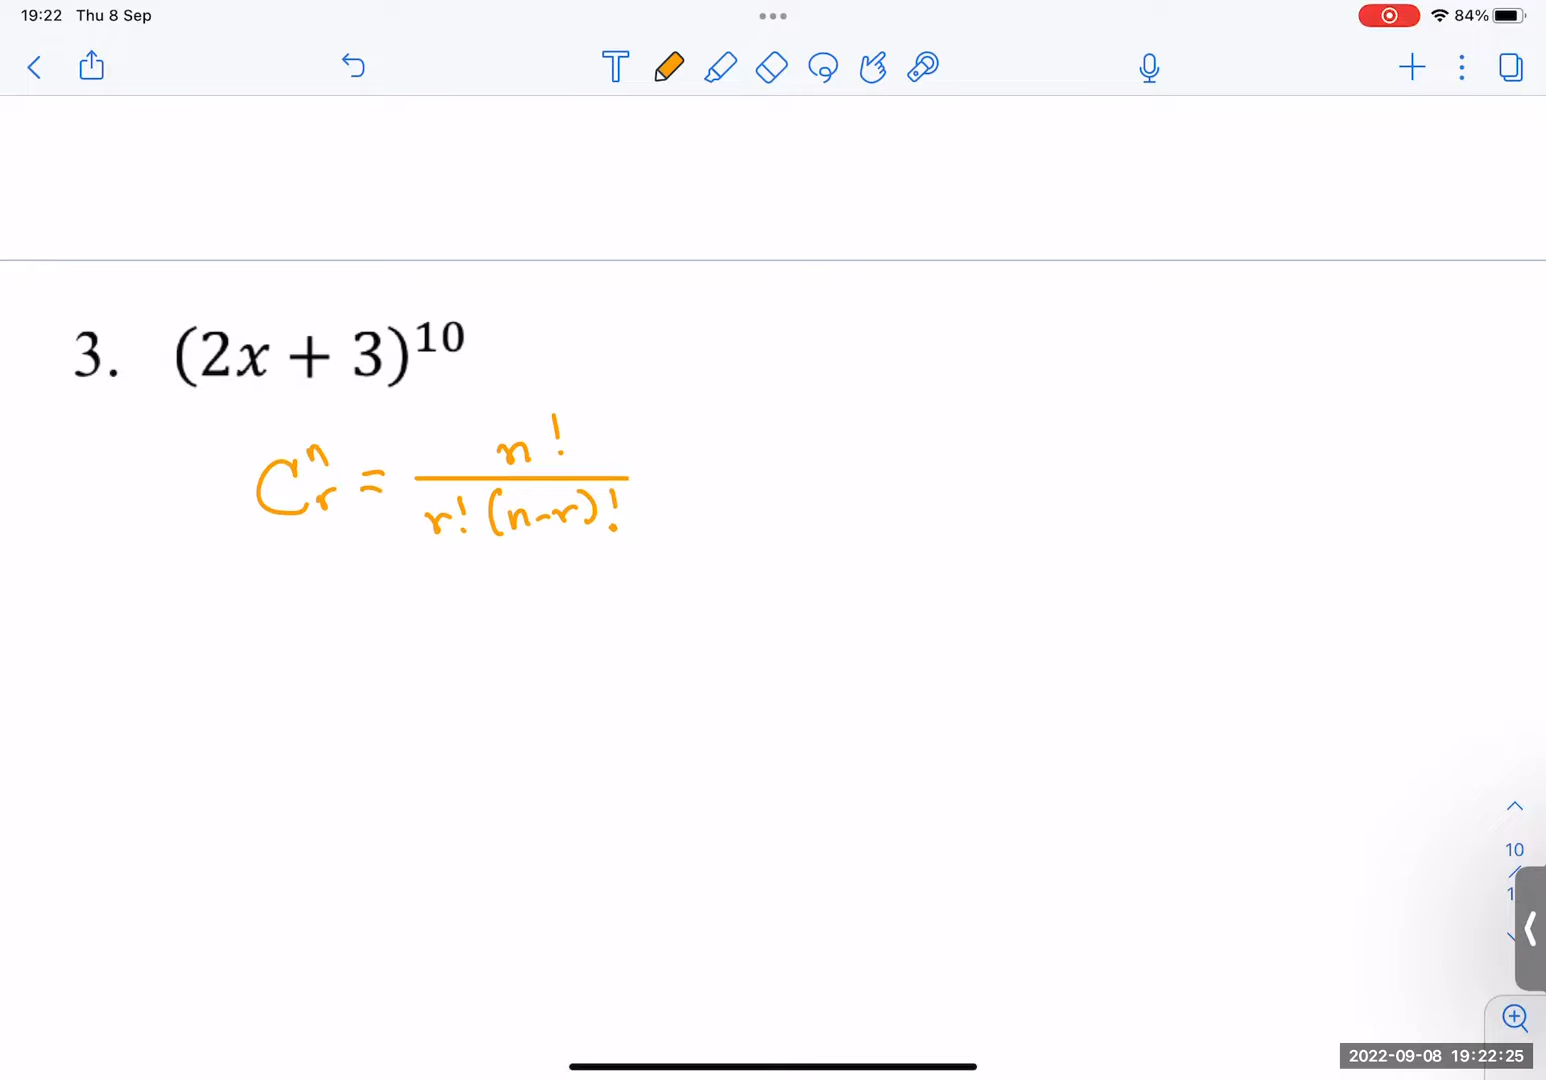 19:22 Thu 8 Sep 84%
T
3. (2x + 3)^10
C^n_r = n! / r! (n-r)!
10
1
2022-09-08 19:22:25